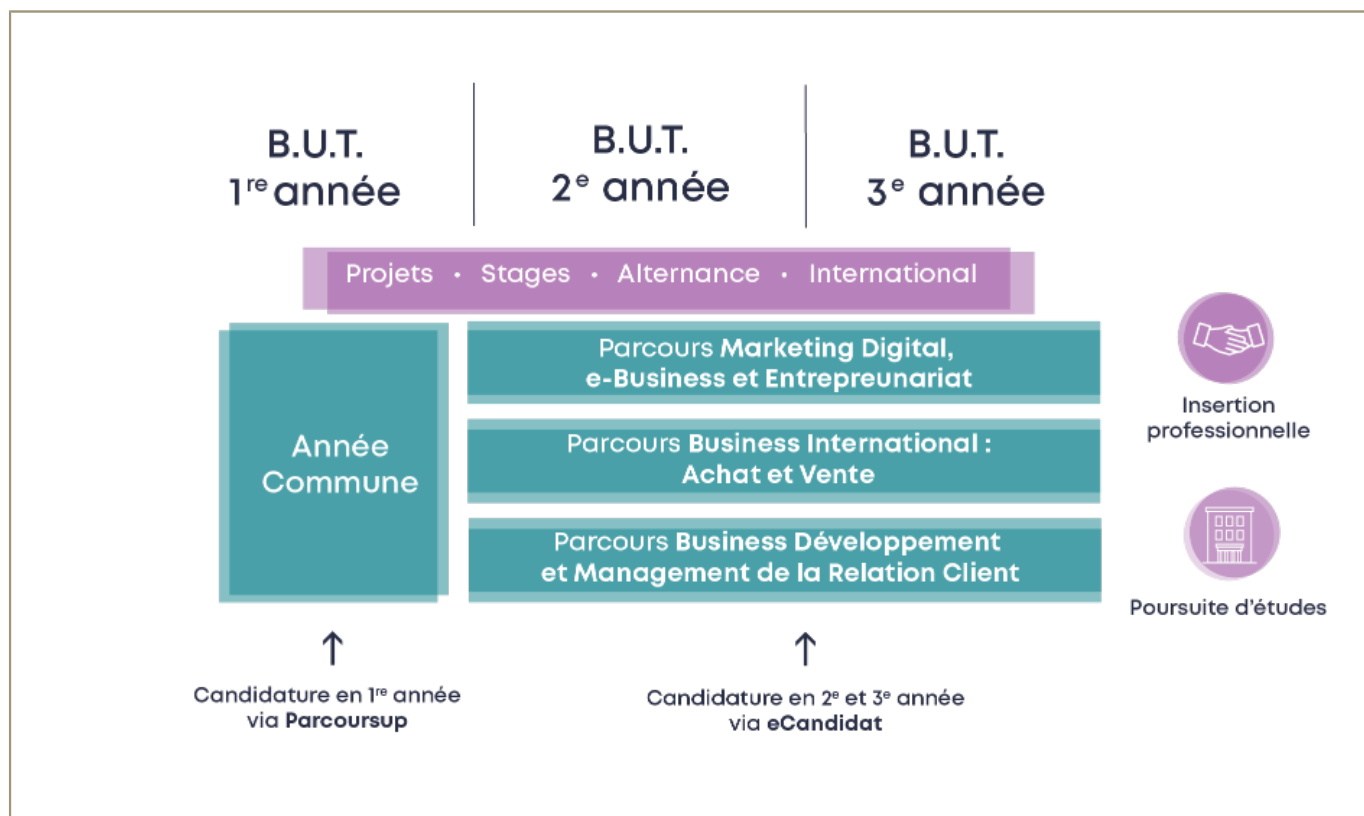 B.U.T.
1re année
B.U.T.
2e année
B.U.T.
3e année
Projets · Stages · Alternance · International
Année
Commune
Parcours Marketing Digital,
e-Business et Entrepreunariat
Parcours Business International :
Achat et Vente
Parcours Business Développement
et Management de la Relation Client
Insertion
professionnelle
Poursuite d'études
Candidature en 1re année
via Parcoursup
Candidature en 2e et 3e année
via eCandidat